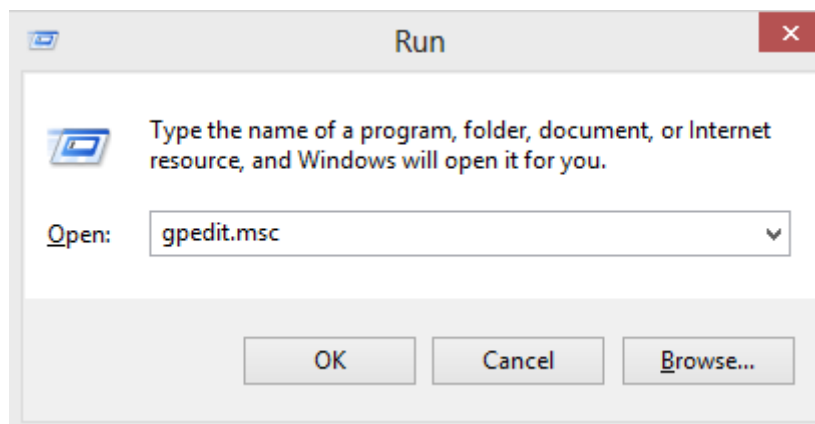 Run
Type the name of a program, folder, document, or Internet
resource, and Windows will open it for you.
Open: gpedit.msc
OK Cancel Browse...